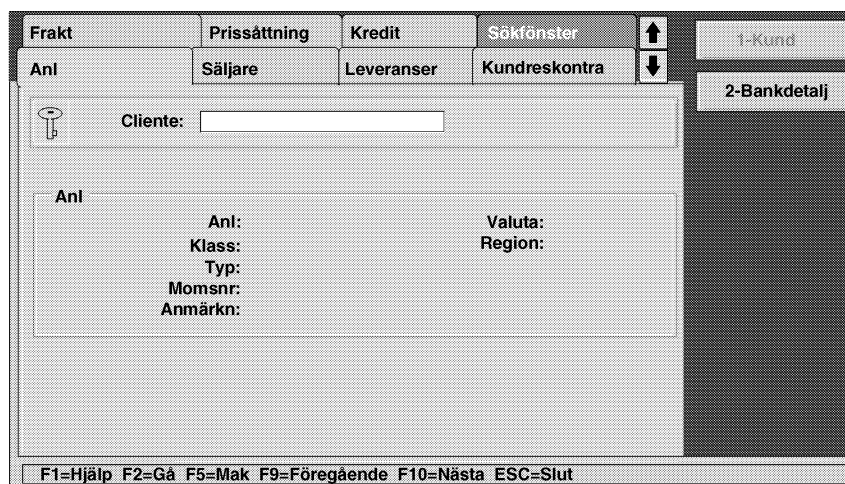 Frakt Prissåttning Kredit Sökfönster
1-Kund
Anl Säljare Leveranser Kundreskontra
2-Bankdetalj
Cliente:
Anl
Anl: Valuta:
Klass: Region:
Typ:
Momsnr:
Anmärkn:
F1=Hjälp F2=Gå F5=Mak F9=Föregående F10=Nästa ESC=Slut